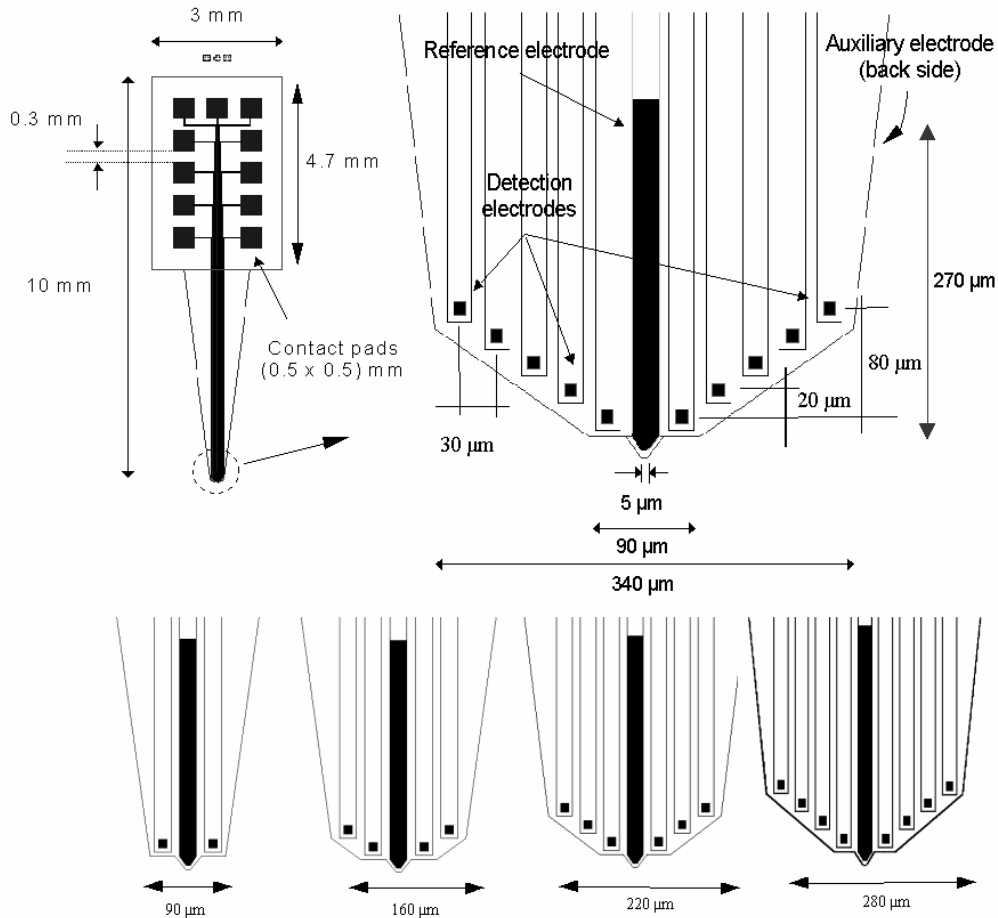 3 mm
0.3 mm
4.7 mm
10 mm
Contact pads
(0.5 x 0.5) mm
Reference electrode
Auxiliary electrode
(back side)
Detection
electrodes
270 µm
80 µm
20 µm
30 µm
5 µm
90 µm
340 µm
90 µm
160 µm
220 µm
280 µm